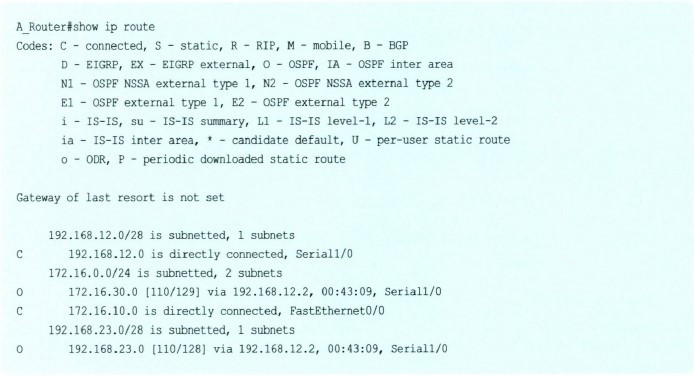 A_Router#show ip route
Codes: C - connected, S - static, R - RIP, M - mobile, B - BGP
       D - EIGRP, EX - EIGRP external, O - OSPF, IA - OSPF inter area
       N1 - OSPF NSSA external type 1, N2 - OSPF NSSA external type 2
       E1 - OSPF external type 1, E2 - OSPF external type 2
       i - IS-IS, su - IS-IS summary, L1 - IS-IS level-1, L2 - IS-IS level-2
       ia - IS-IS inter area, * - candidate default, U - per-user static route
       o - ODR, P - periodic downloaded static route
Gateway of last resort is not set
     192.168.12.0/28 is subnetted, 1 subnets
C       192.168.12.0 is directly connected, Serial1/0
     172.16.0.0/24 is subnetted, 2 subnets
O       172.16.30.0 [110/129] via 192.168.12.2, 00:43:09, Serial1/0
C       172.16.10.0 is directly connected, FastEthernet0/0
     192.168.23.0/28 is subnetted, 1 subnets
O       192.168.23.0 [110/128] via 192.168.12.2, 00:43:09, Serial1/0